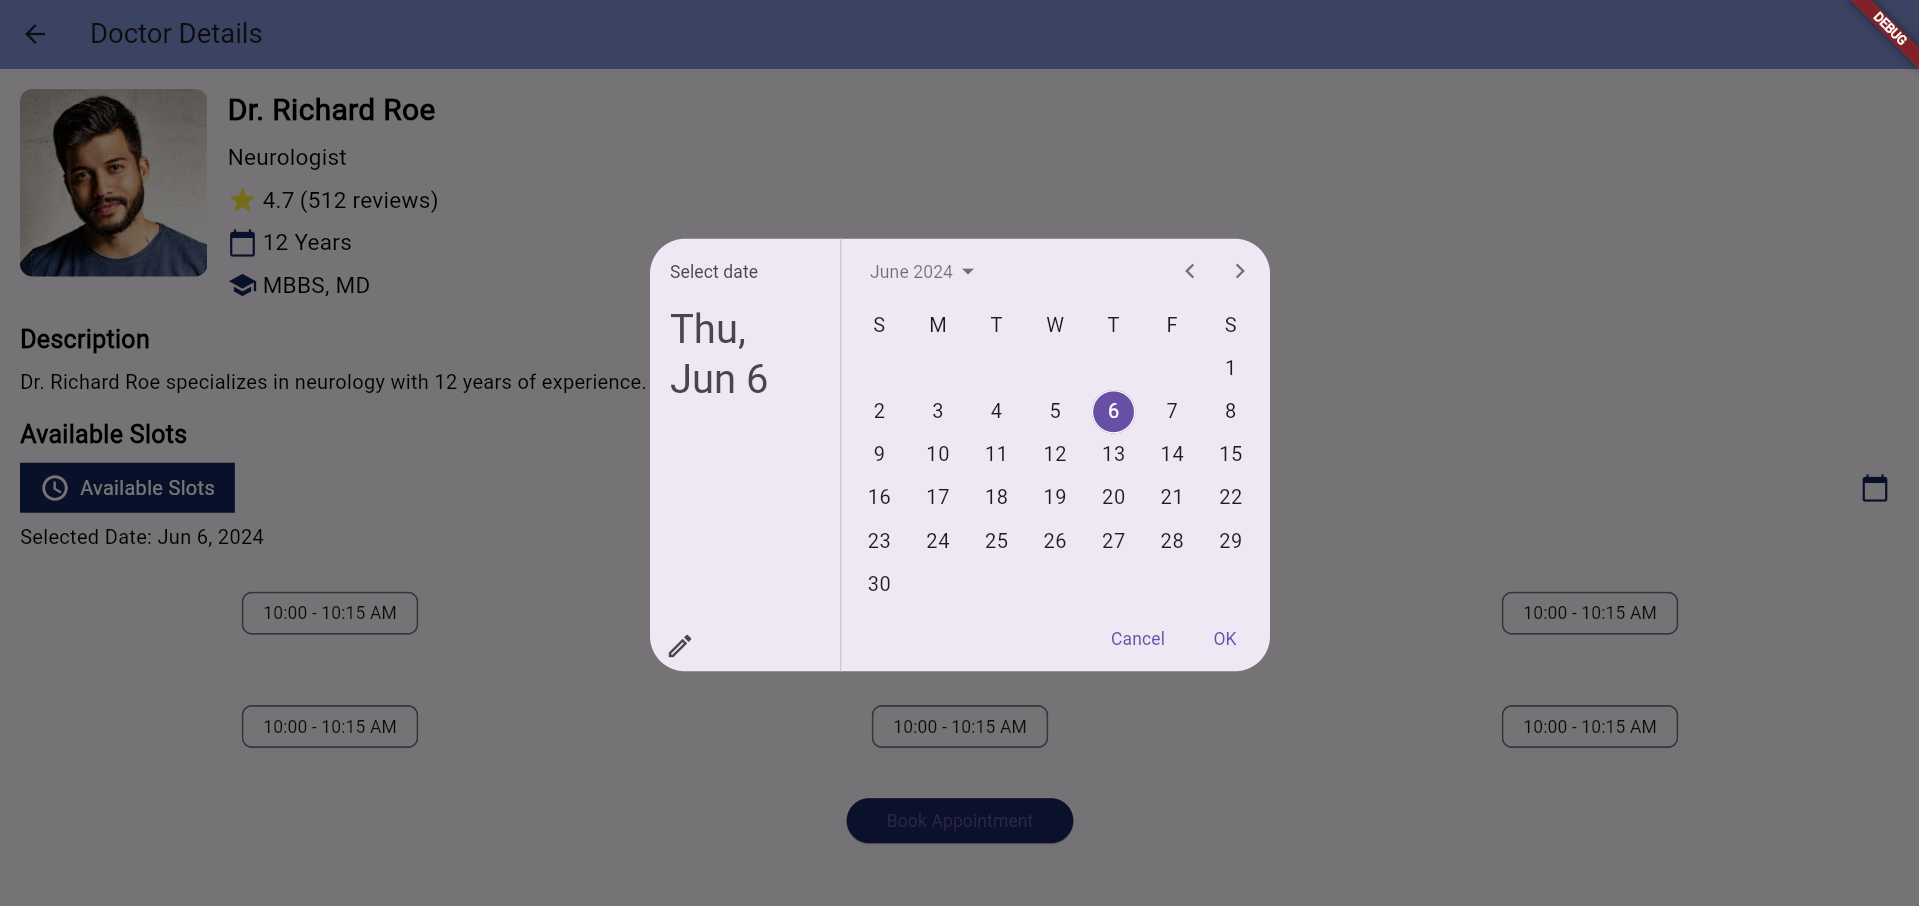 Doctor Details
DEBUG
Dr. Richard Roe
Neurologist
4.7 (512 reviews)
12 Years
MBBS, MD
Description
Dr. Richard Roe specializes in neurology with 12 years of experience.
Available Slots
Available Slots
Selected Date: Jun 6, 2024
Select date
Thu,
Jun 6
June 2024
S M T W T F S
1
2 3 4 5 6 7 8
9 10 11 12 13 14 15
16 17 18 19 20 21 22
23 24 25 26 27 28 29
30
Cancel OK
10:00 - 10:15 AM 10:00 - 10:15 AM
10:00 - 10:15 AM 10:00 - 10:15 AM 10:00 - 10:15 AM
Book Appointment